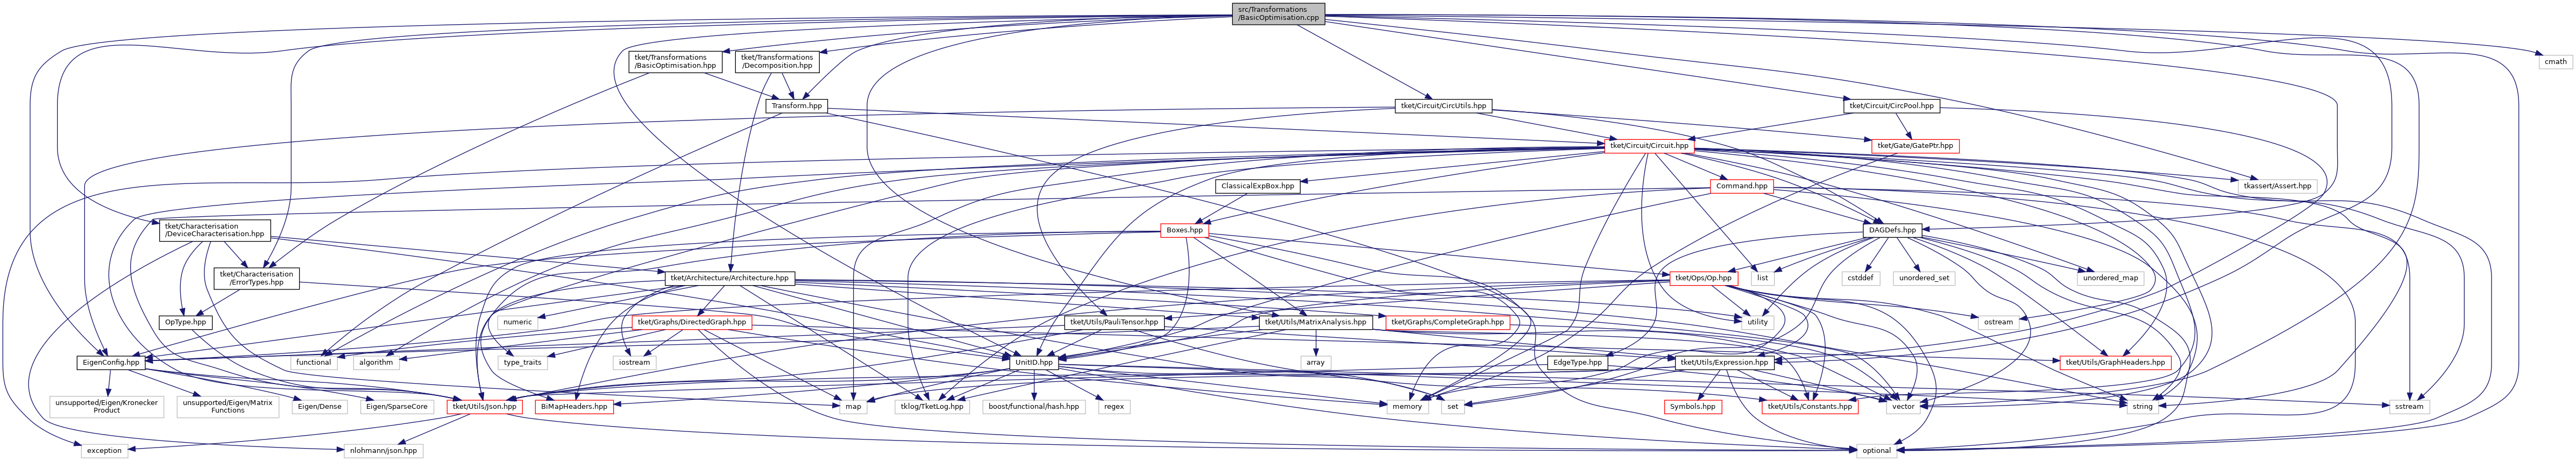 src/Transformations
/BasicOptimisation.cpp
tket/Transformations
/BasicOptimisation.hpp
tket/Transformations
/Decomposition.hpp
cmath
Transform.hpp
tket/Circuit/CircUtils.hpp
tket/Circuit/CircPool.hpp
tket/Circuit/Circuit.hpp
tket/Gate/GatePtr.hpp
ClassicalExpBox.hpp
Command.hpp
tkassert/Assert.hpp
tket/Characterisation
/DeviceCharacterisation.hpp
Boxes.hpp
DAGDefs.hpp
tket/Characterisation
/ErrorTypes.hpp
tket/Architecture/Architecture.hpp
tket/Ops/Op.hpp
list
cstddef
unordered_set
unordered_map
OpType.hpp
numeric
tket/Graphs/DirectedGraph.hpp
tket/Utils/PauliTensor.hpp
tket/Utils/MatrixAnalysis.hpp
tket/Graphs/CompleteGraph.hpp
utility
ostream
EigenConfig.hpp
functional
algorithm
type_traits
iostream
UnitID.hpp
array
EdgeType.hpp
tket/Utils/Expression.hpp
tket/Utils/GraphHeaders.hpp
unsupported/Eigen/Kronecker
Product
unsupported/Eigen/Matrix
Functions
Eigen/Dense
Eigen/SparseCore
tket/Utils/Json.hpp
BiMapHeaders.hpp
map
tklog/TketLog.hpp
boost/functional/hash.hpp
regex
memory
set
Symbols.hpp
tket/Utils/Constants.hpp
vector
string
sstream
exception
nlohmann/json.hpp
optional